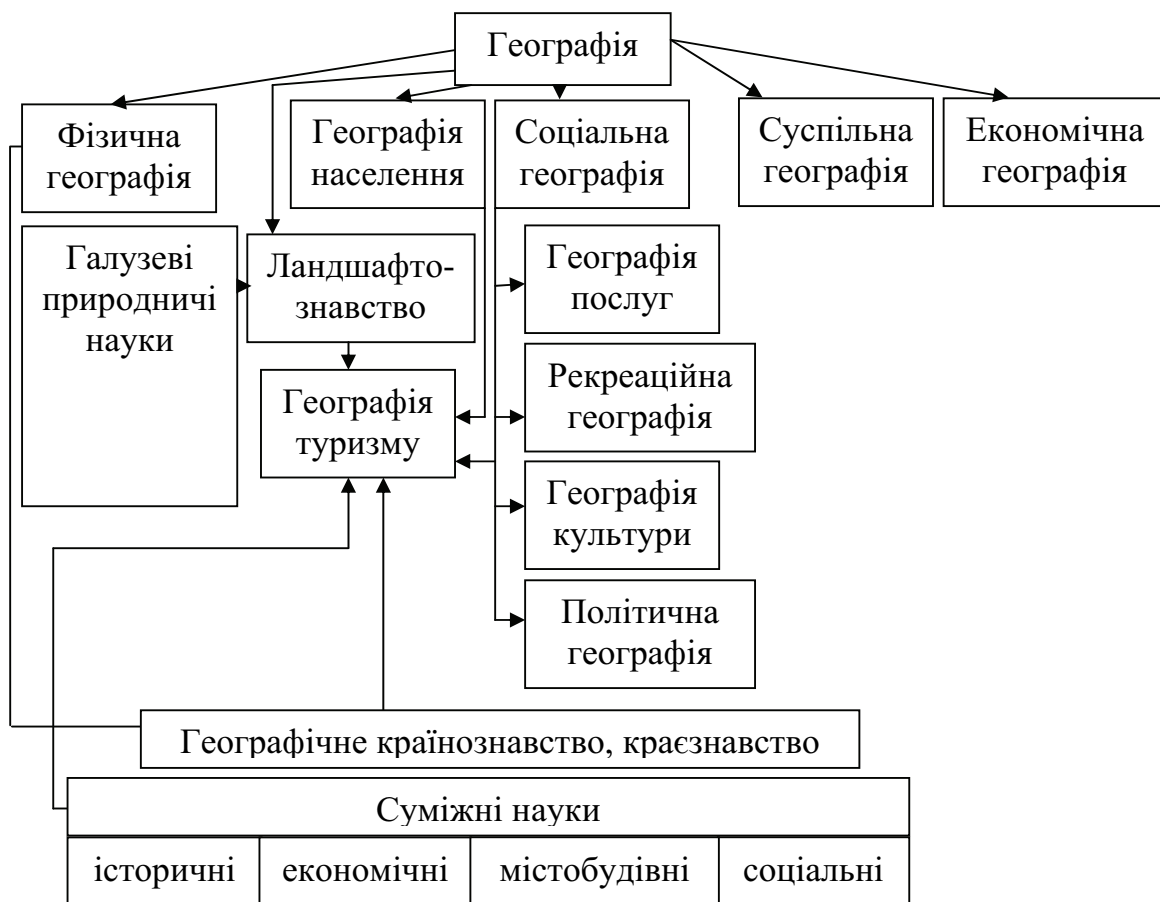 Географія
Фізична
географія
Географія
населення
Соціальна
географія
Суспільна
географія
Економічна
географія
Галузеві
природничі
науки
Ландшафто-
знавство
Географія
послуг
Географія
туризму
Рекреаційна
географія
Географія
культури
Політична
географія
Географічне країнознавство, краєзнавство
Суміжні науки
історичні економічні містобудівні соціальні